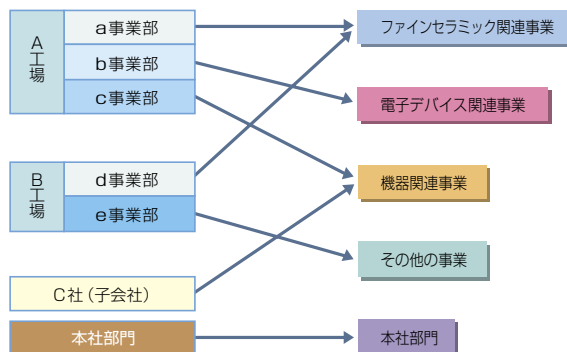 A工場
a事業部
b事業部
c事業部
B工場
d事業部
e事業部
C社（子会社）
本社部門
ファインセラミック関連事業
電子デバイス関連事業
機器関連事業
その他の事業
本社部門